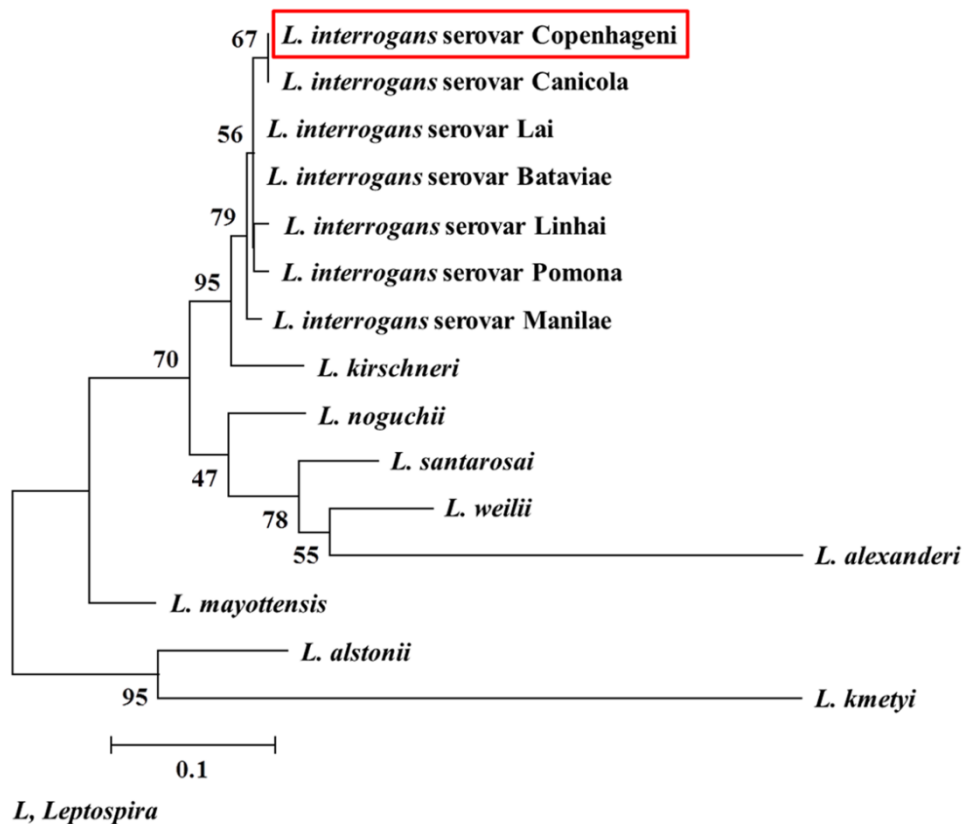 67
L. interrogans serovar Copenhageni
L. interrogans serovar Canicola
56
L. interrogans serovar Lai
L. interrogans serovar Bataviae
79
L. interrogans serovar Linhai
95
L. interrogans serovar Pomona
L. interrogans serovar Manilae
70
L. kirschneri
L. noguchii
47
L. santarosai
78
L. weilii
55
L. alexanderi
L. mayottensis
L. alstonii
95
L. kmetyi
0.1
L, Leptospira